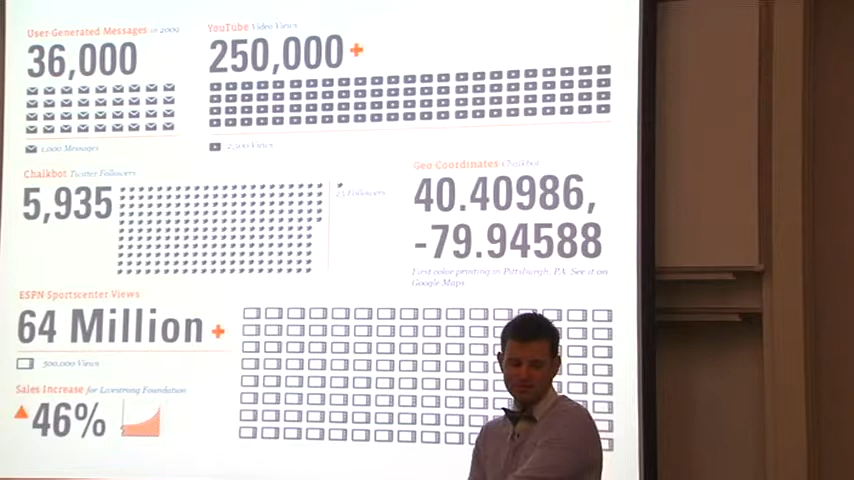 User-Generated Messages in 2009
36,000
1,000 Messages
YouTube Video Views
250,000+
2,500 Views
Chalkbot Twitter Followers
5,935
25 Followers
Geo Coordinates Chalkbot
40.40986,
-79.94588
First color printing in Pittsburgh, PA. See it on
Google Maps
ESPN Sportscenter Views
64 Million+
500,000 Views
Sales Increase for Livestrong Foundation
46%